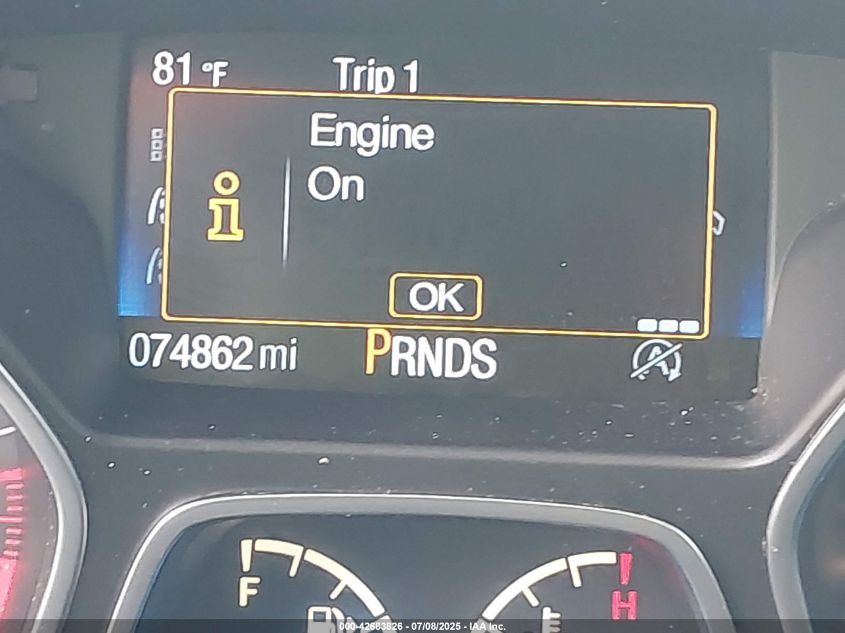 81 °F Trip 1
Engine
On
OK
074862 mi PRNDS A
F H
000-42683826 - 07/08/2025 - IAA, Inc.